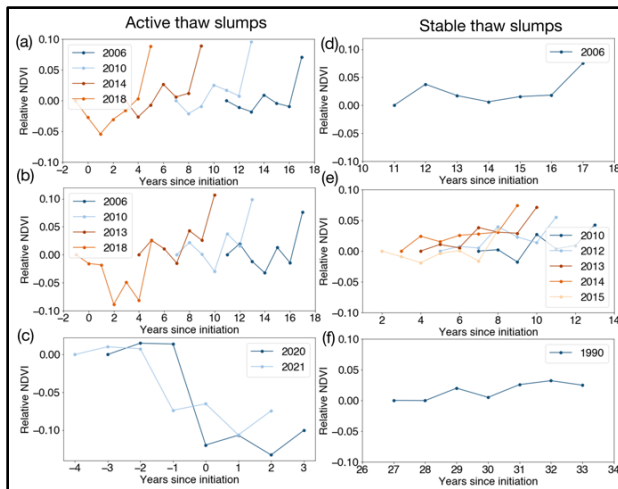 Active thaw slumps
Stable thaw slumps
(a)
0.10
0.05
0.00
−0.05
−0.10
Relative NDVI
2006
2010
2014
2018
−2 0 2 4 6 8 10 12 14 16 18
Years since initiation
(d)
0.10
0.05
0.00
0.05
0.10
Relative NDVI
2006
10 11 12 13 14 15 16 17 18
Years since initiation
(b)
0.10
0.05
0.00
−0.05
−0.10
Relative NDVI
2006
2010
2013
2018
−2 0 2 4 6 8 10 12 14 16 18
Years since initiation
(e)
0.10
0.05
0.00
0.05
0.10
Relative NDVI
2010
2012
2013
2014
2015
2 4 6 8 10 12 14
Years since initiation
(c)
0.00
−0.05
−0.10
Relative NDVI
2020
2021
−4 −3 −2 −1 0 1 2 3
Years since initiation
(f)
0.10
0.05
0.00
0.05
−0.10
Relative NDVI
1990
26 27 28 29 30 31 32 33 34
Years since initiation